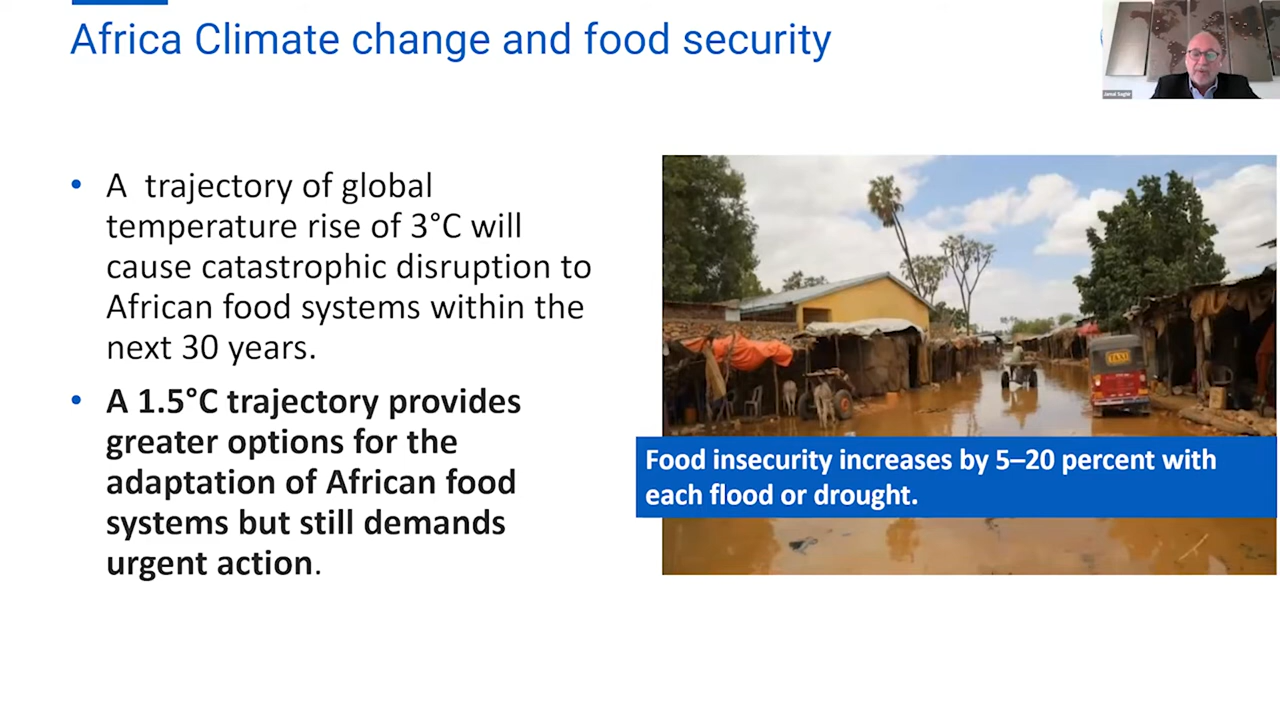 Africa Climate change and food security
Jamal Saghir
• A  trajectory of global
temperature rise of 3°C will
cause catastrophic disruption to
African food systems within the
next 30 years.
• A 1.5°C trajectory provides
greater options for the
adaptation of African food
systems but still demands
urgent action.
TAXI
Food insecurity increases by 5–20 percent with
each flood or drought.